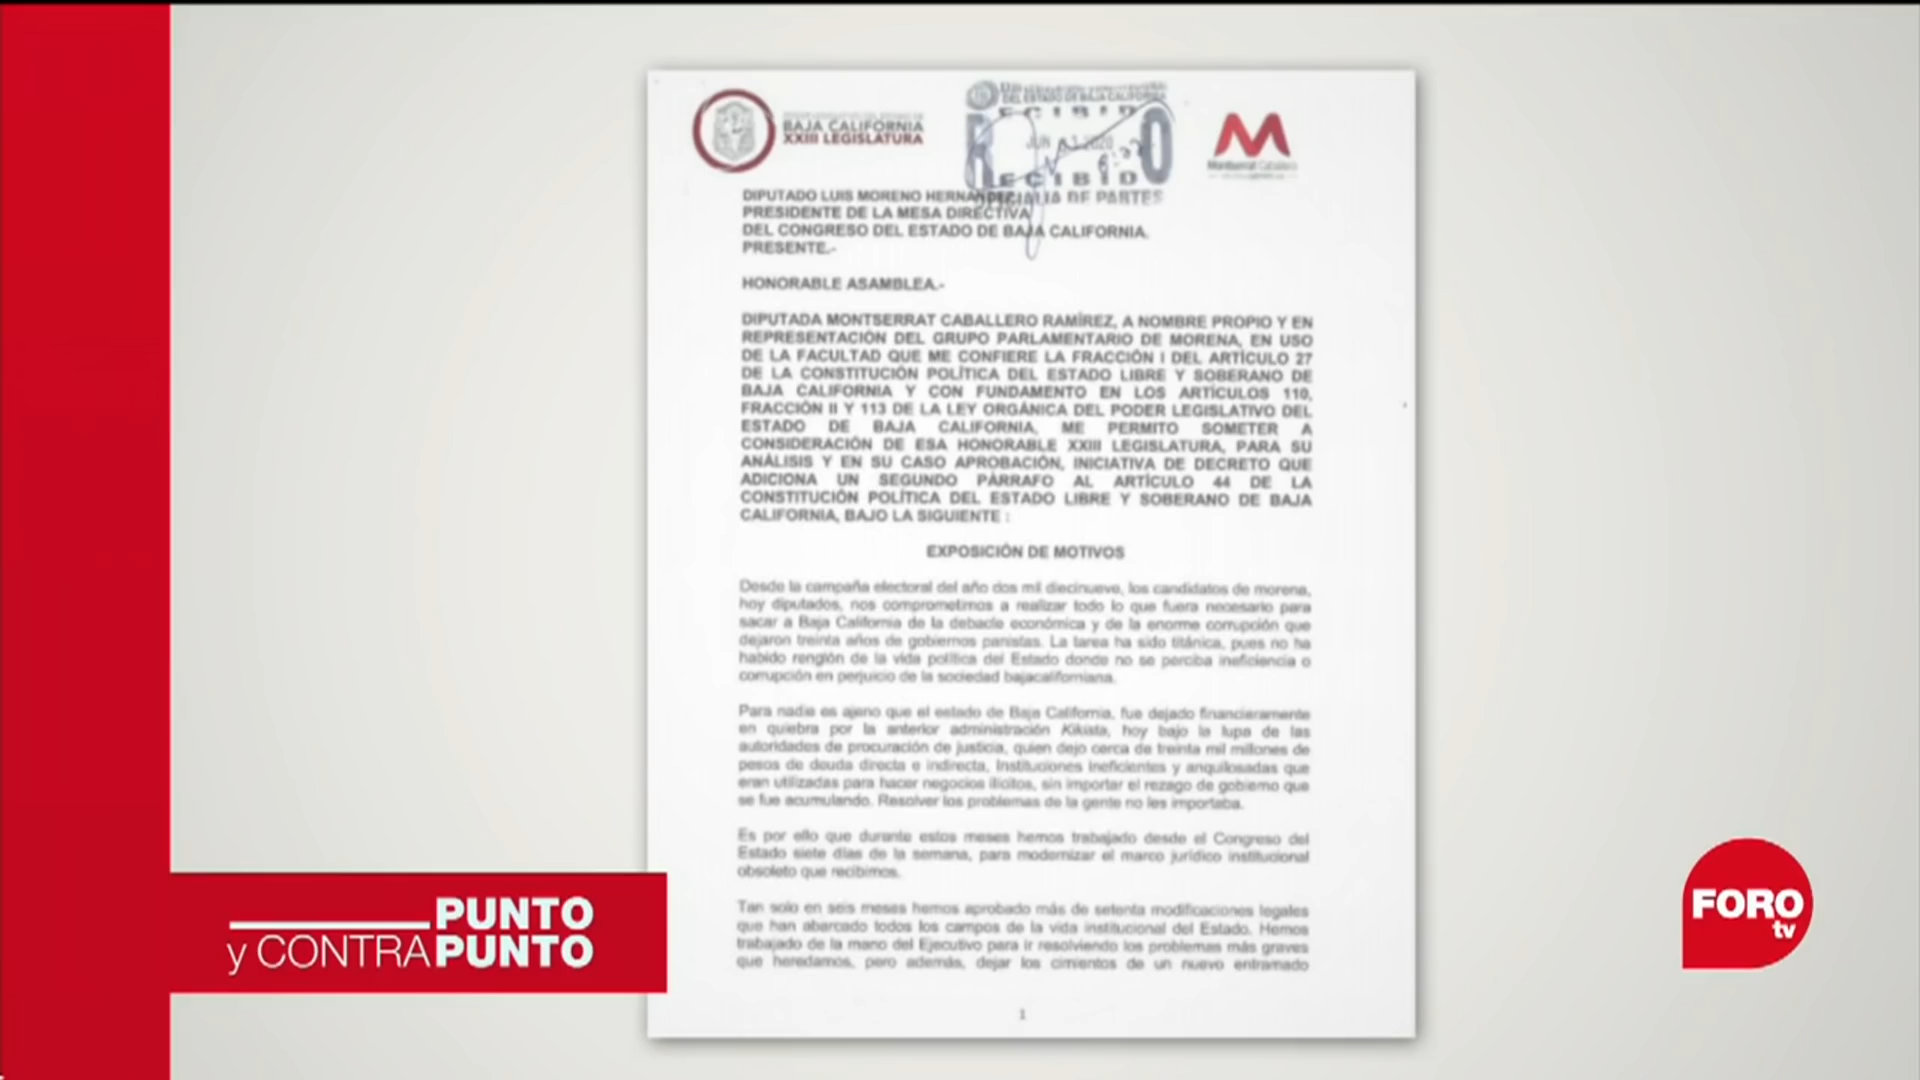 BAJA CALIFORNIA
XXIII LEGISLATURA
DEL ESTADO DE BAJA CALIFORNIA
RECIBIDO
JUN 2020
RECIBIDO
OFICIALIA DE PARTES
Montserrat Caballero
DIPUTADO LUIS MORENO HERNANDEZ
PRESIDENTE DE LA MESA DIRECTIVA
DEL CONGRESO DEL ESTADO DE BAJA CALIFORNIA.
PRESENTE.-
HONORABLE ASAMBLEA.-
DIPUTADA MONTSERRAT CABALLERO RAMÍREZ, A NOMBRE PROPIO Y EN
REPRESENTACIÓN DEL GRUPO PARLAMENTARIO DE MORENA, EN USO
DE LA FACULTAD QUE ME CONFIERE LA FRACCIÓN I DEL ARTÍCULO 27
DE LA CONSTITUCIÓN POLÍTICA DEL ESTADO LIBRE Y SOBERANO DE
BAJA CALIFORNIA Y CON FUNDAMENTO EN LOS ARTÍCULOS 110,
FRACCIÓN II Y 113 DE LA LEY ORGÁNICA DEL PODER LEGISLATIVO DEL
ESTADO DE BAJA CALIFORNIA, ME PERMITO SOMETER A
CONSIDERACIÓN DE ESA HONORABLE XXIII LEGISLATURA, PARA SU
ANÁLISIS Y EN SU CASO APROBACIÓN, INICIATIVA DE DECRETO QUE
ADICIONA UN SEGUNDO PÁRRAFO AL ARTÍCULO 44 DE LA
CONSTITUCIÓN POLÍTICA DEL ESTADO LIBRE Y SOBERANO DE BAJA
CALIFORNIA, BAJO LA SIGUIENTE :
EXPOSICIÓN DE MOTIVOS
Desde la campaña electoral del año dos mil diecinueve, los candidatos de morena,
hoy diputados, nos comprometimos a realizar todo lo que fuera necesario para
sacar a Baja California de la debacle económica y de la enorme corrupción que
dejaron treinta años de gobiernos panistas. La tarea ha sido titánica, pues no ha
habido renglón de la vida política del Estado donde no se perciba ineficiencia o
corrupción en perjuicio de la sociedad bajacaliforniana.
Para nadie es ajeno que el estado de Baja California, fue dejado financieramente
en quiebra por la anterior administración Kikista, hoy bajo la lupa de las
autoridades de procuración de justicia, quien dejo cerca de treinta mil millones de
pesos de deuda directa e indirecta, Instituciones ineficientes y anquilosadas que
eran utilizadas para hacer negocios ilícitos, sin importar el rezago de gobierno que
se fue acumulando. Resolver los problemas de la gente no les importaba.
Es por ello que durante estos meses hemos trabajado desde el Congreso del
Estado siete días de la semana, para modernizar el marco jurídico institucional
obsoleto que recibimos.
Tan solo en seis meses hemos aprobado más de setenta modificaciones legales
que han abarcado todos los campos de la vida institucional del Estado. Hemos
trabajado de la mano del Ejecutivo para ir resolviendo los problemas más graves
que heredamos, pero además, dejar los cimientos de un nuevo entramado
1
PUNTO
y CONTRAPUNTO
FORO
tv